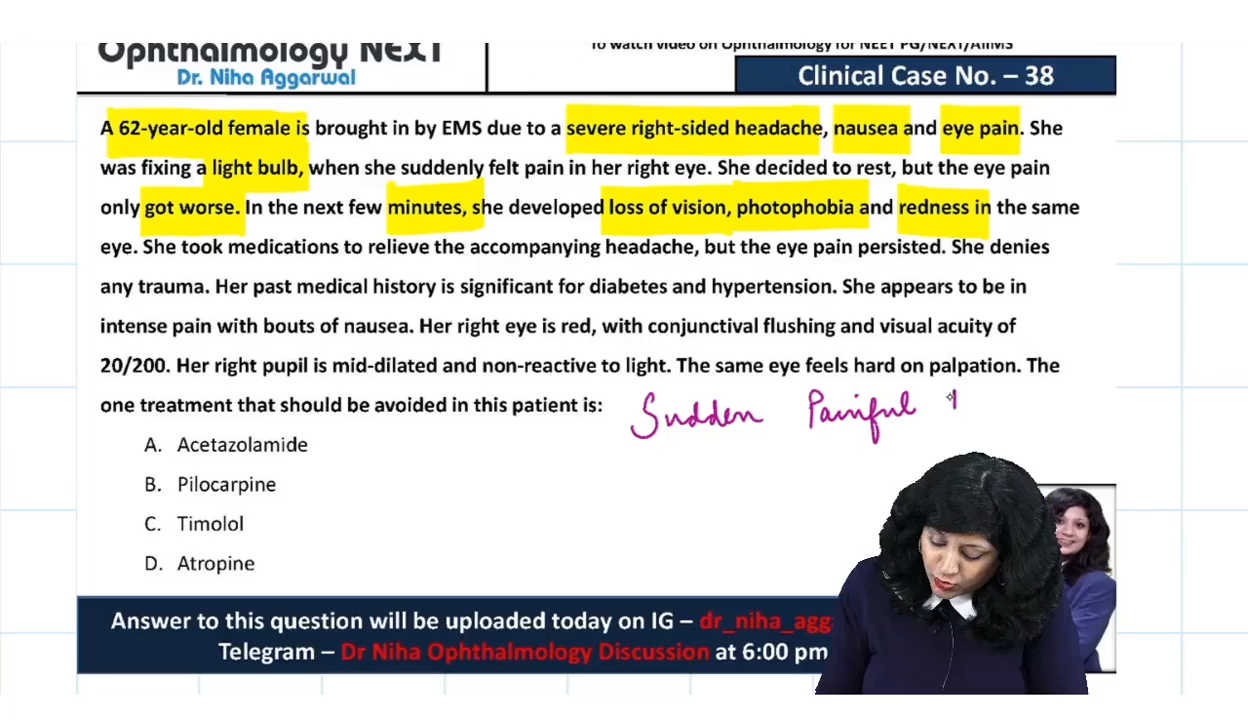 Ophthalmology NEXT
Dr. Niha Aggarwal
To watch video on Ophthalmology for NEET PG/NEXT/AIIMS
Clinical Case No. – 38
A 62-year-old female is brought in by EMS due to a severe right-sided headache, nausea and eye pain. She
was fixing a light bulb, when she suddenly felt pain in her right eye. She decided to rest, but the eye pain
only got worse. In the next few minutes, she developed loss of vision, photophobia and redness in the same
eye. She took medications to relieve the accompanying headache, but the eye pain persisted. She denies
any trauma. Her past medical history is significant for diabetes and hypertension. She appears to be in
intense pain with bouts of nausea. Her right eye is red, with conjunctival flushing and visual acuity of
20/200. Her right pupil is mid-dilated and non-reactive to light. The same eye feels hard on palpation. The
one treatment that should be avoided in this patient is:
Sudden Painful
A. Acetazolamide
B. Pilocarpine
C. Timolol
D. Atropine
Answer to this question will be uploaded today on IG – dr_niha_agga
Telegram – Dr Niha Ophthalmology Discussion at 6:00 pm